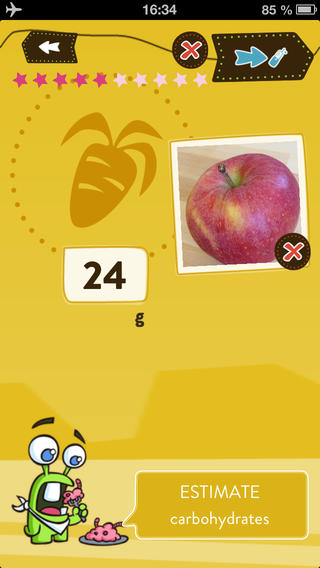 16:34
85 %
24
g
ESTIMATE
carbohydrates